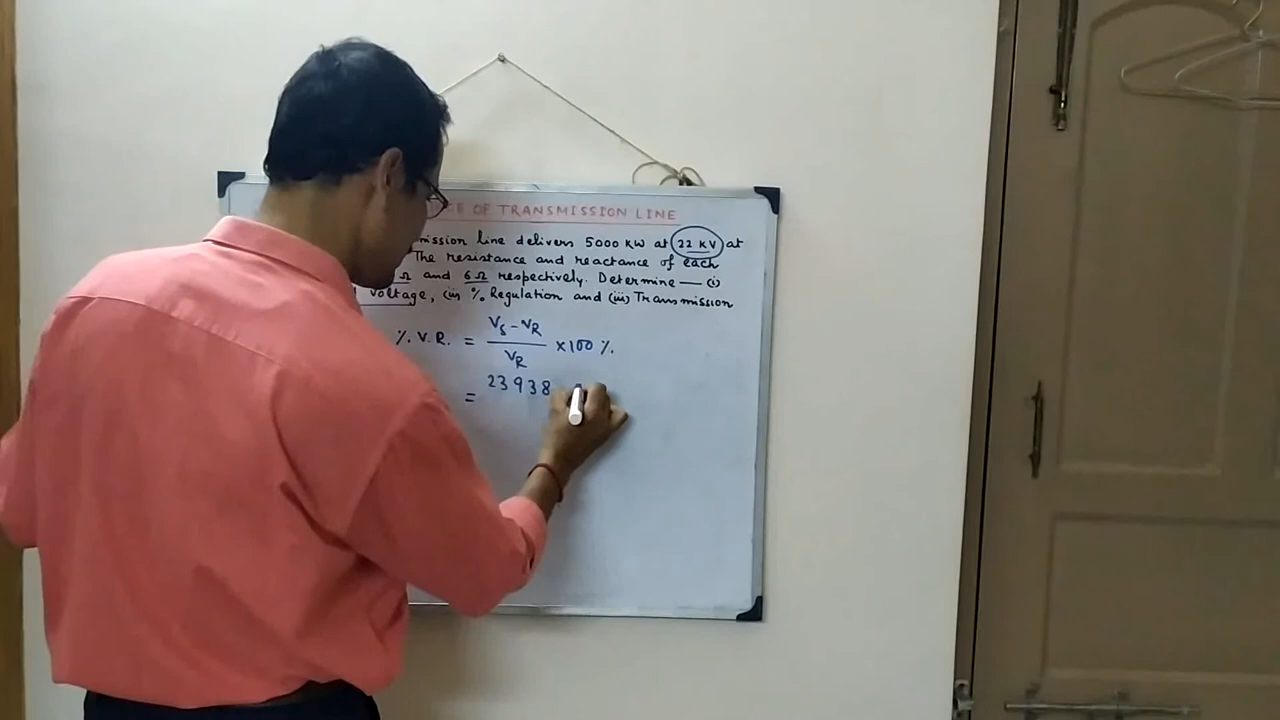 OF TRANSMISSION LINE
line delivers 5000 KW at 22 KV at
The resistance and reactance of each
Ω and 6 Ω respectively. Determine — (i)
voltage, (ii) % Regulation and (iii) Transmission
% V.R. = VS - VR / VR × 100 %.
= 23938